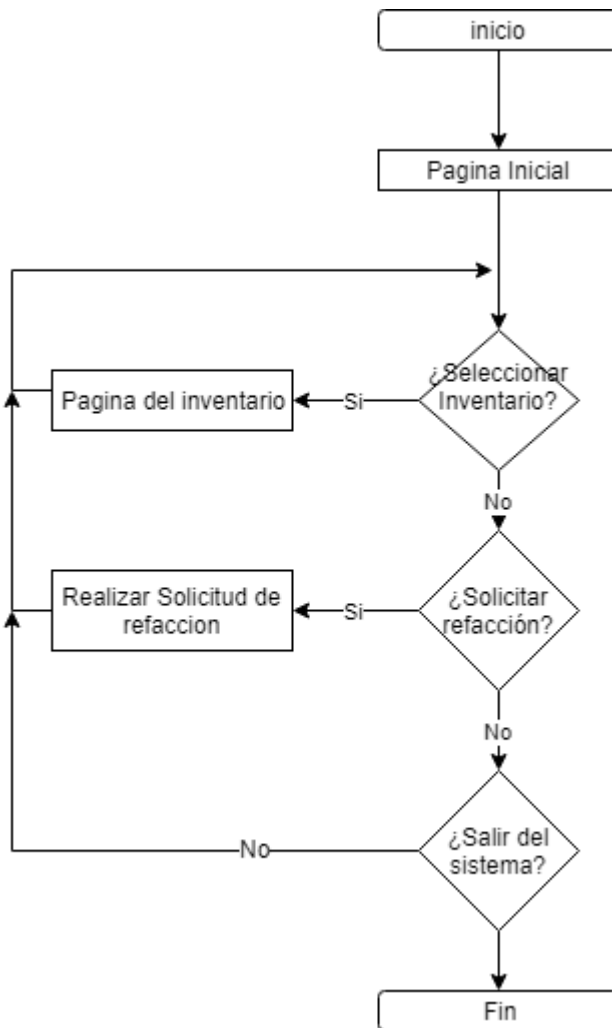 inicio
Pagina Inicial
¿Seleccionar
Inventario?
Si
Pagina del inventario
No
¿Solicitar
refacción?
Si
Realizar Solicitud de
refaccion
No
¿Salir del
sistema?
No
Fin